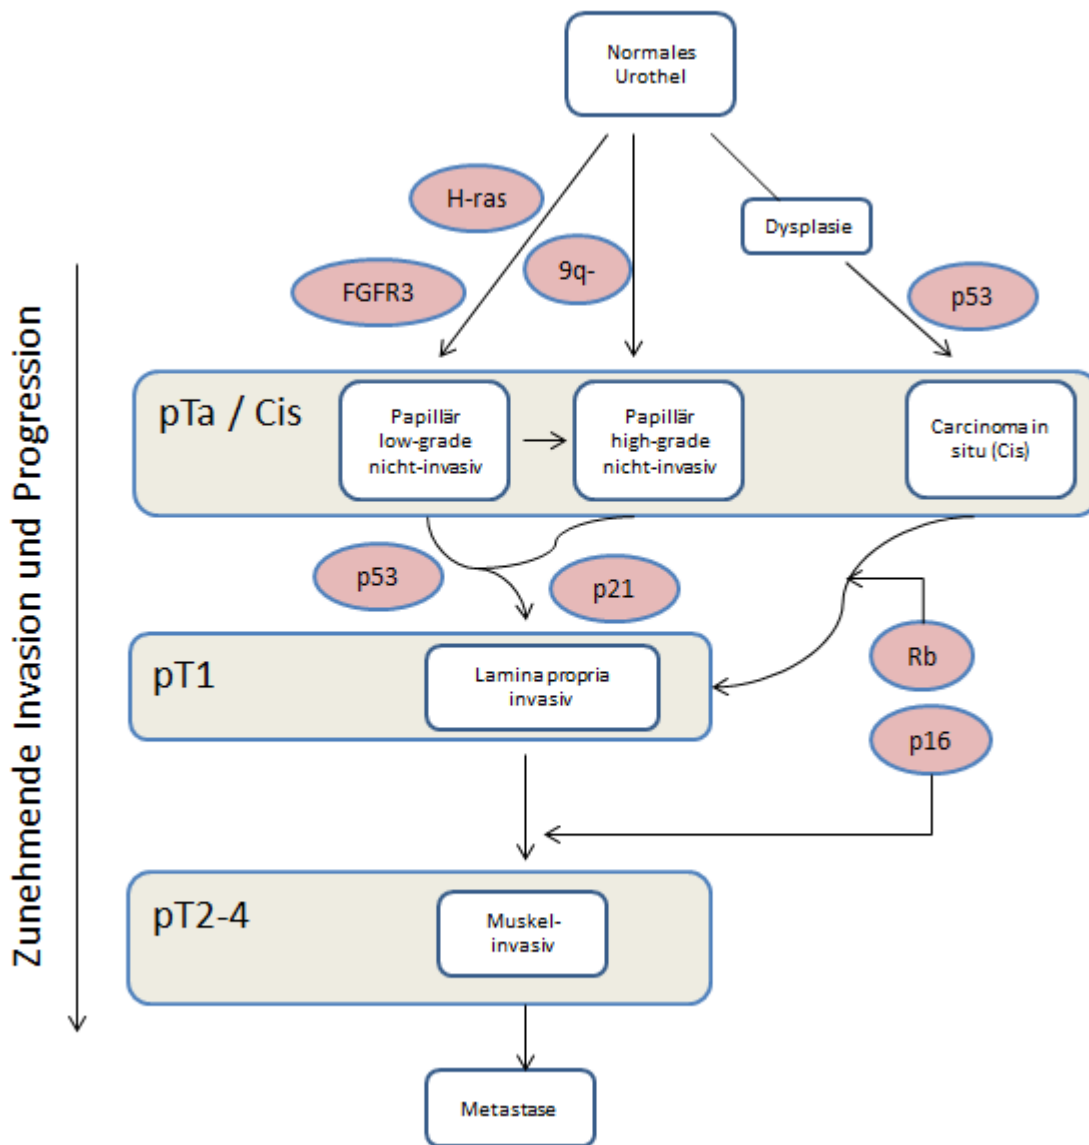 Normales
Urothel
H-ras
Dysplasie
9q-
FGFR3
p53
Zunehmende Invasion und Progression
pTa / Cis
Papillär
low-grade
nicht-invasiv
Papillär
high-grade
nicht-invasiv
Carcinoma in
situ (Cis)
p53
p21
pT1
Lamina propria
invasiv
Rb
p16
pT2-4
Muskel-
invasiv
Metastase